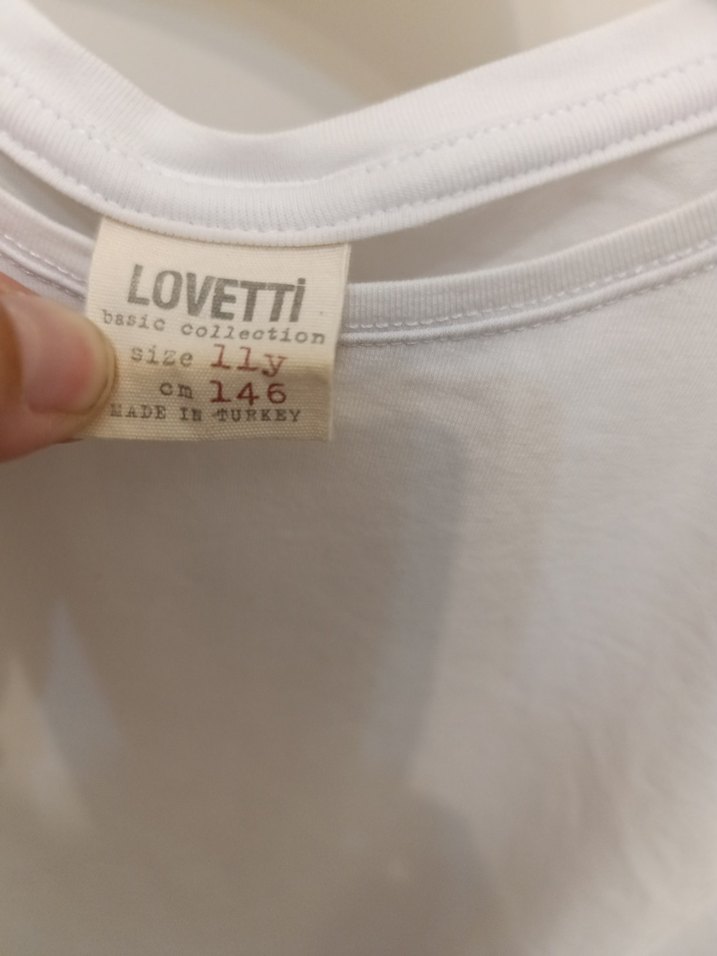 LOVETTi
basic collection
size 11y
cm 146
MADE IN TURKEY